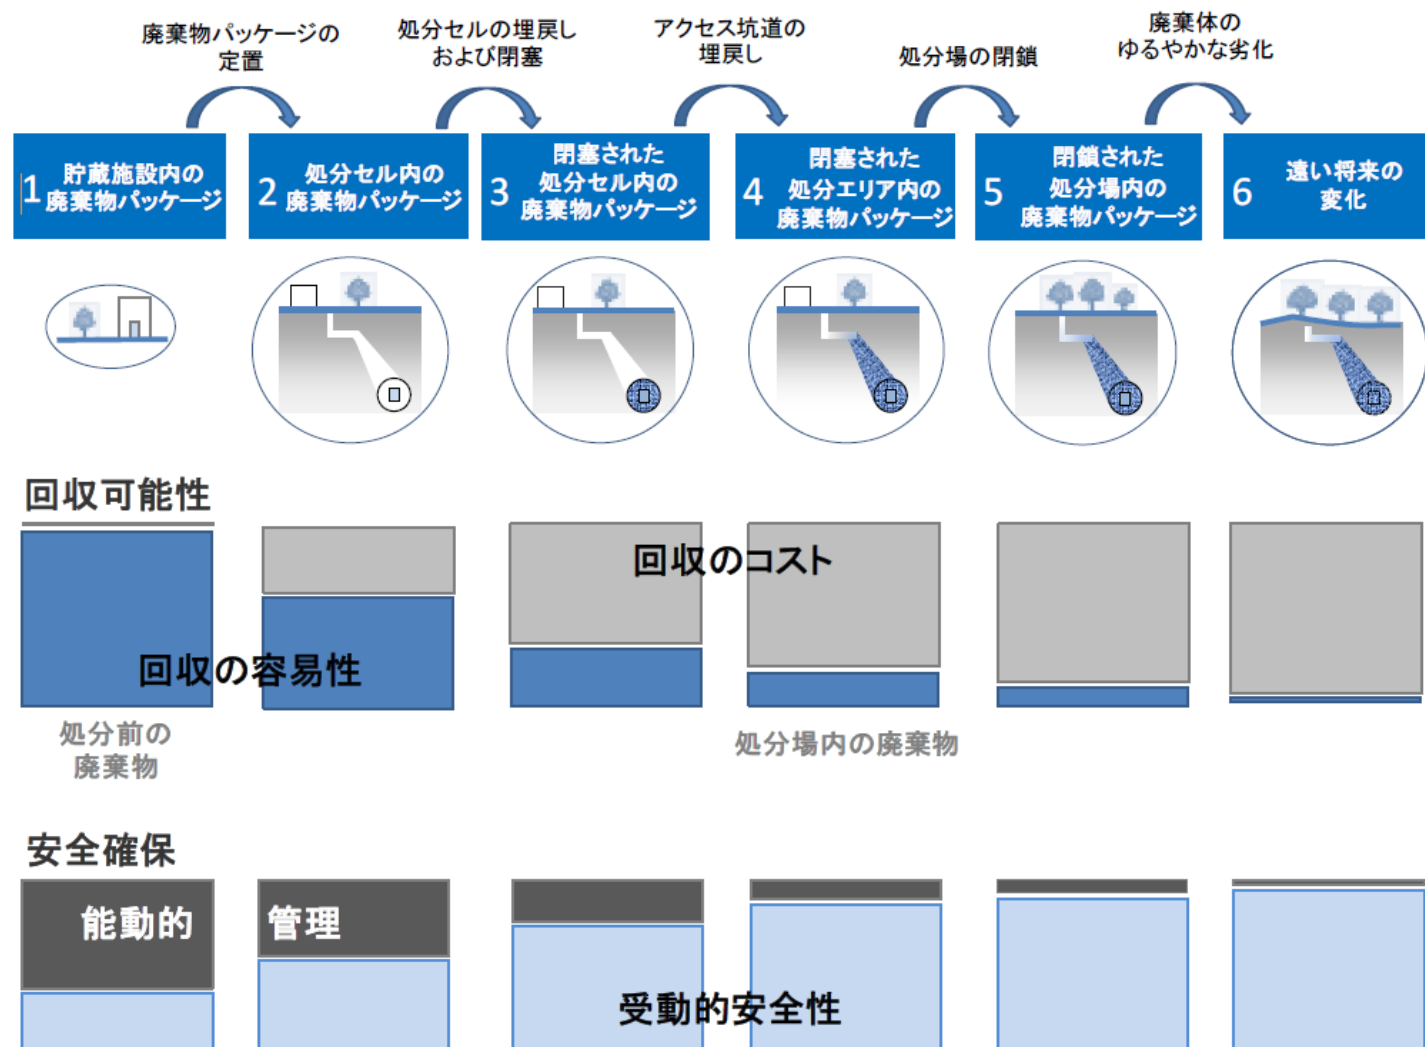 廃棄物パッケージの
定置
処分セルの埋戻し
および閉塞
アクセス坑道の
埋戻し
処分場の閉鎖
廃棄体の
ゆるやかな劣化
1 貯蔵施設内の
廃棄物パッケージ
2 処分セル内の
廃棄物パッケージ
3 閉塞された
処分セル内の
廃棄物パッケージ
4 閉塞された
処分エリア内の
廃棄物パッケージ
5 閉鎖された
処分場内の
廃棄物パッケージ
6 遠い将来の
変化
回収可能性
回収のコスト
回収の容易性
処分前の
廃棄物
処分場内の廃棄物
安全確保
能動的 管理
受動的安全性